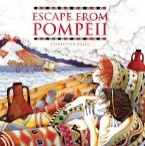 ESCAPE FROM
POMPEII
CHRISTINA BALIT